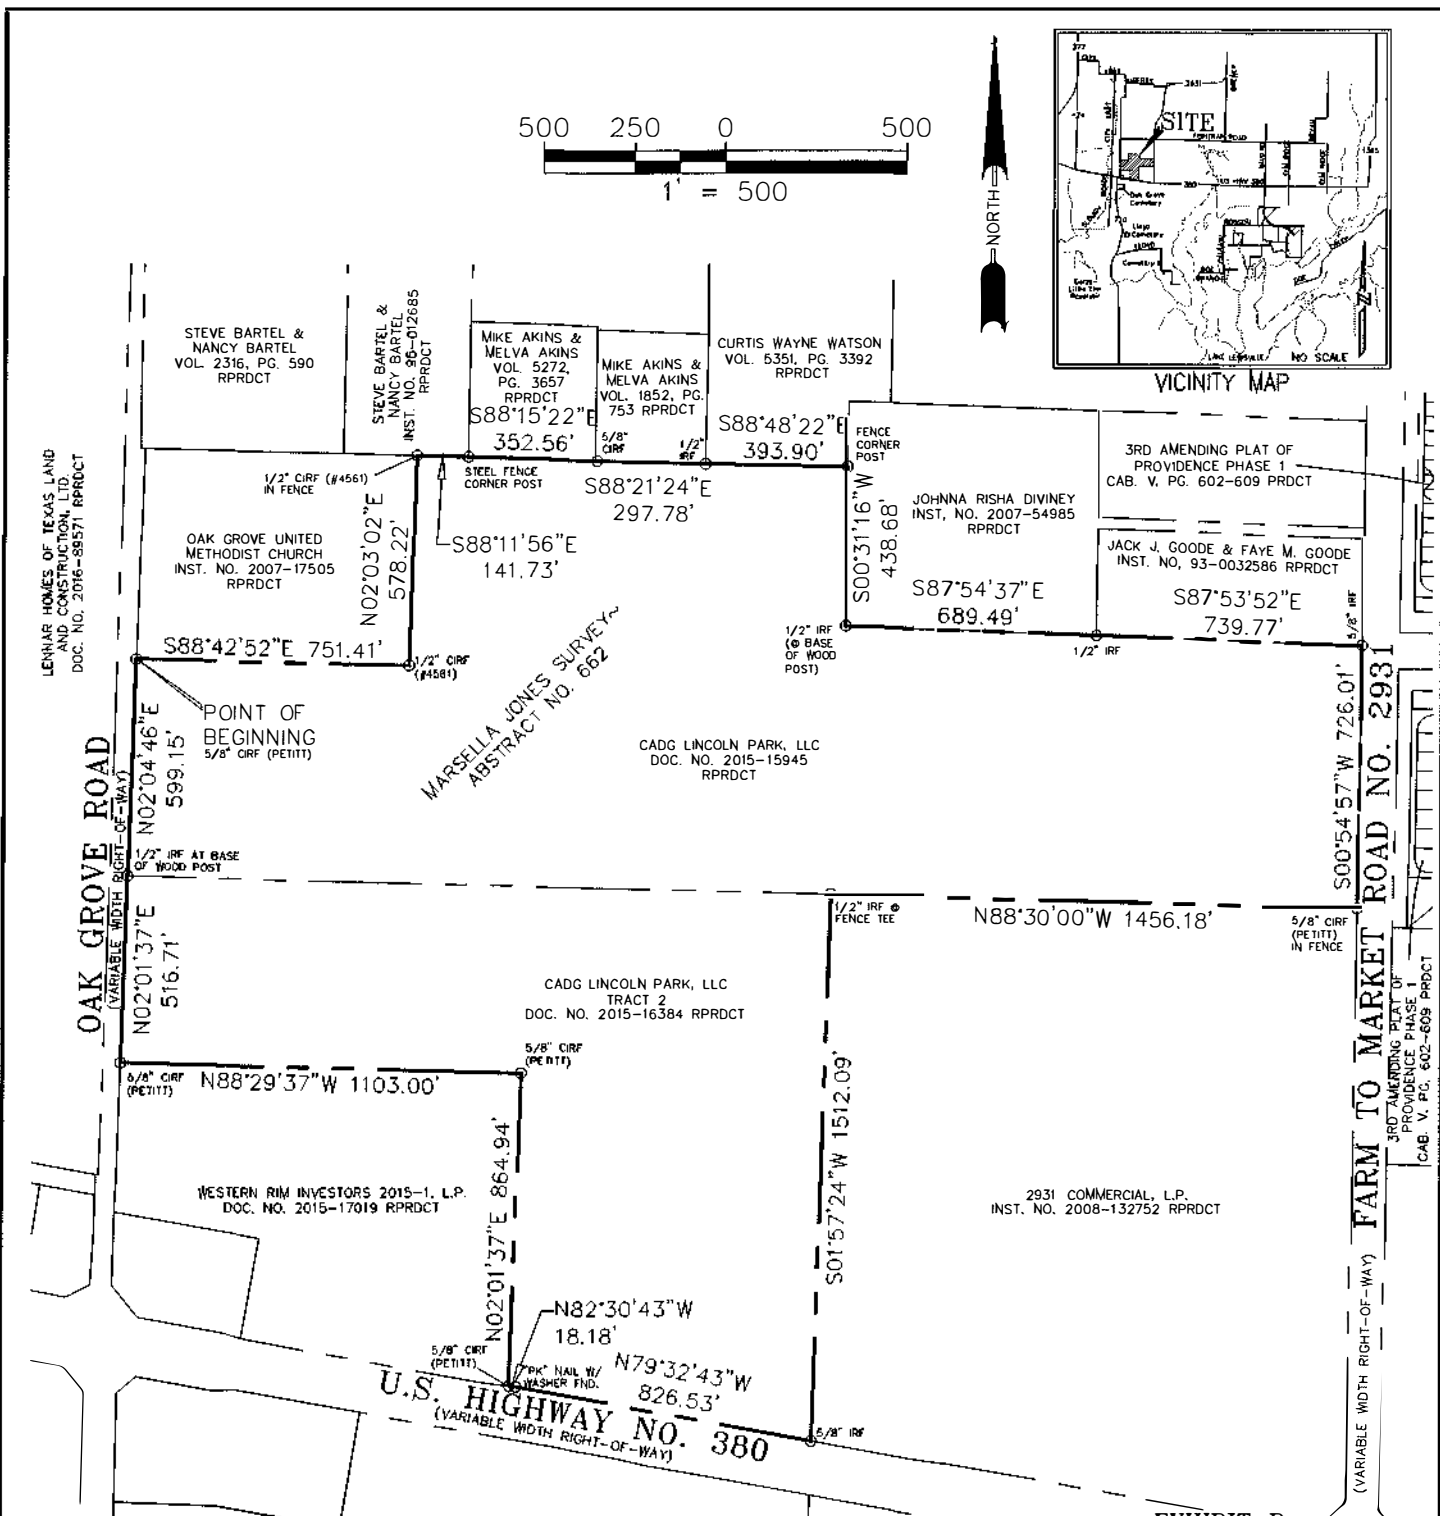 500 250 0 500
1' = 500
NORTH
SITE
377
2931
FISHTRAP ROAD
380
US HWY 380
Oak Grove
Cemetery
Lloyd
Cemetery
LAKE LEWISVILLE
NO SCALE
VICINITY MAP
STEVE BARTEL &
NANCY BARTEL
VOL. 2316, PG. 590
RPRDCT
STEVE BARTEL &
NANCY BARTEL
INST. NO. 96-012685
RPRDCT
MIKE AKINS &
MELVA AKINS
VOL. 5272,
PG. 3657
RPRDCT
S88°15'22"E
352.56'
MIKE AKINS &
MELVA AKINS
VOL. 1852, PG.
753 RPRDCT
5/8"
CIRF
1/2"
IRF
CURTIS WAYNE WATSON
VOL. 5351, PG. 3392
RPRDCT
S88°48'22"E
393.90'
FENCE
CORNER
POST
1/2" CIRF (#4561)
IN FENCE
STEEL FENCE
CORNER POST
S88°21'24"E
297.78'
S88°11'56"E
141.73'
3RD AMENDING PLAT OF
PROVIDENCE PHASE 1
CAB. V, PG. 602-609 PRDCT
JOHNNA RISHA DIVINEY
INST, NO. 2007-54985
RPRDCT
JACK J. GOODE & FAYE M. GOODE
INST. NO, 93-0032586 RPRDCT
S00°31'16"W
438.68'
S87°54'37"E
689.49'
S87°53'52"E
739.77'
5/8" IRF
1/2" IRF
(@ BASE
OF WOOD
POST)
1/2" IRF
LENNAR HOMES OF TEXAS LAND
AND CONSTRUCTION, LTD.
DOC. NO. 2016-89571 RPRDCT
OAK GROVE UNITED
METHODIST CHURCH
INST. NO. 2007-17505
RPRDCT
N02°03'02"E
578.22'
S88°42'52"E 751.41'
1/2" CIRF
(#4561)
POINT OF
BEGINNING
5/8" CIRF (PETITT)
MARSELLA JONES SURVEY~
ABSTRACT NO. 662
CADG LINCOLN PARK, LLC
DOC. NO. 2015-15945
RPRDCT
S00°54'57"W 726.01'
N02°04'46"E
599.15'
1/2" IRF AT BASE
OF WOOD POST
OAK GROVE ROAD
(VARIABLE WIDTH RIGHT-OF-WAY)
1/2" IRF @
FENCE TEE
N88°30'00"W 1456.18'
5/8" CIRF
(PETITT)
IN FENCE
N02°01'37"E
516.71'
CADG LINCOLN PARK, LLC
TRACT 2
DOC. NO. 2015-16384 RPRDCT
5/8" CIRF
(PETITT)
5/8" CIRF
(PETITT)
N88°29'37"W 1103.00'
S01°57'24"W 1512.09'
N02°01'37"E 864.94'
WESTERN RIM INVESTORS 2015-1, L.P.
DOC. NO. 2015-17019 RPRDCT
2931 COMMERCIAL, L.P.
INST. NO. 2008-132752 RPRDCT
3RD AMENDING PLAT OF
PROVIDENCE PHASE 1
CAB. V. PG, 602-609 PRDCT
FARM TO MARKET ROAD NO. 2931
(VARIABLE WIDTH RIGHT-OF-WAY)
N82°30'43"W
18.18'
5/8" CIRF
(PETITT)
"PK" NAIL W/
WASHER FND.
N79°32'43"W
826.53'
5/8" IRF
U.S. HIGHWAY NO. 380
(VARIABLE WIDTH RIGHT-OF-WAY)